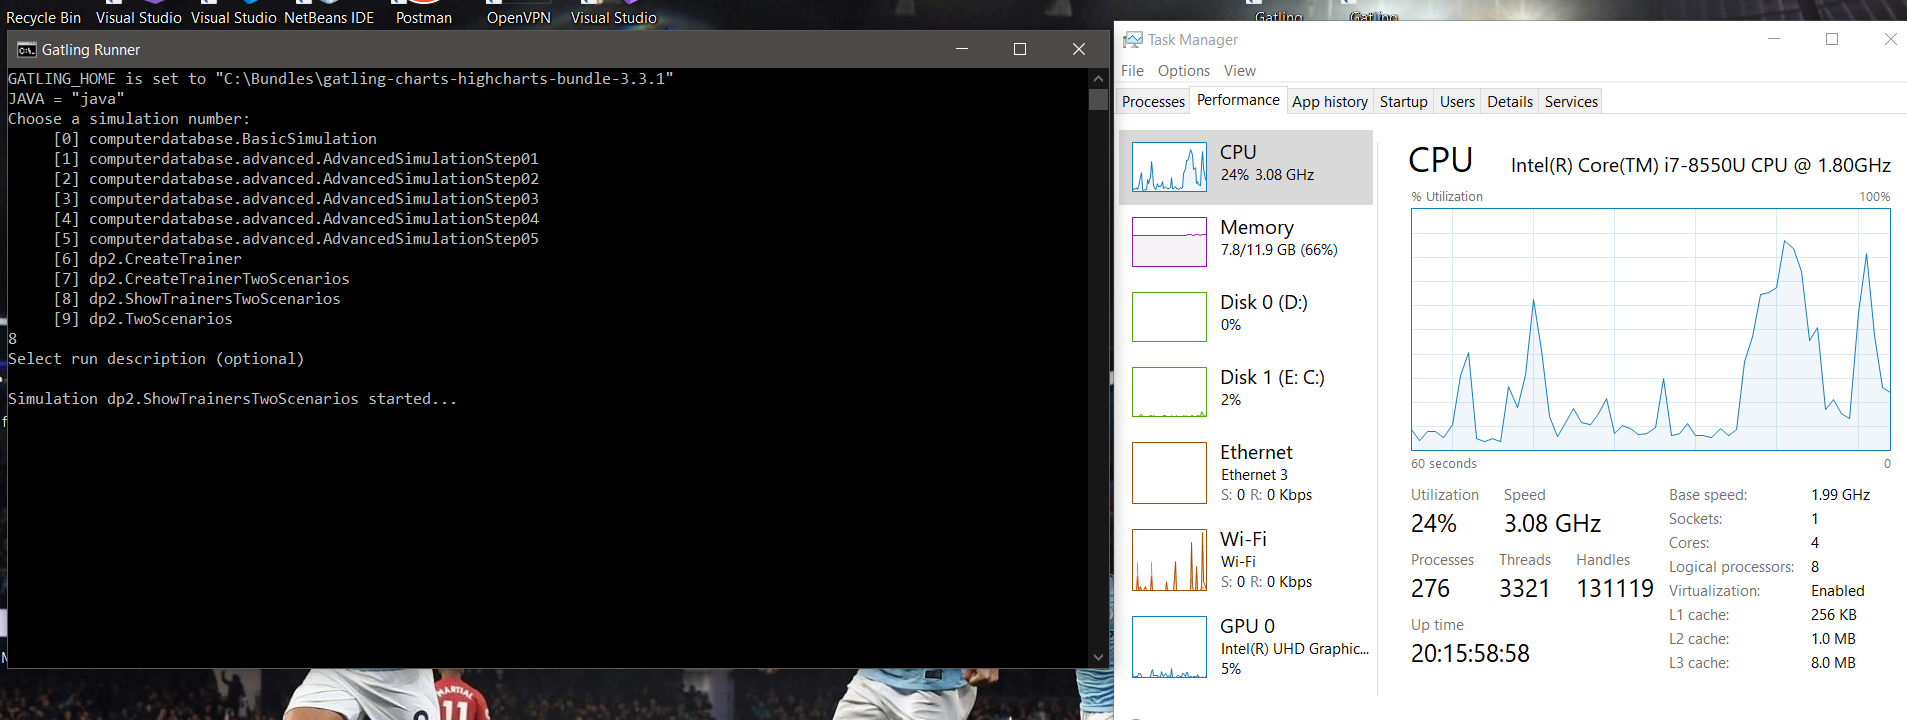 Recycle Bin
Visual Studio
Visual Studio
NetBeans IDE
Postman
OpenVPN
Visual Studio
Gatling
Gatling
Gatling Runner
GATLING_HOME is set to "C:\Bundles\gatling-charts-highcharts-bundle-3.3.1"
JAVA = "java"
Choose a simulation number:
[0] computerdatabase.BasicSimulation
[1] computerdatabase.advanced.AdvancedSimulationStep01
[2] computerdatabase.advanced.AdvancedSimulationStep02
[3] computerdatabase.advanced.AdvancedSimulationStep03
[4] computerdatabase.advanced.AdvancedSimulationStep04
[5] computerdatabase.advanced.AdvancedSimulationStep05
[6] dp2.CreateTrainer
[7] dp2.CreateTrainerTwoScenarios
[8] dp2.ShowTrainersTwoScenarios
[9] dp2.TwoScenarios
8
Select run description (optional)
Simulation dp2.ShowTrainersTwoScenarios started...
MARTIAL
11
Task Manager
File Options View
Processes Performance App history Startup Users Details Services
CPU
24% 3.08 GHz
Memory
7.8/11.9 GB (66%)
Disk 0 (D:)
0%
Disk 1 (E: C:)
2%
Ethernet
Ethernet 3
S: 0 R: 0 Kbps
Wi-Fi
Wi-Fi
S: 0 R: 0 Kbps
GPU 0
Intel(R) UHD Graphic...
5%
CPU Intel(R) Core(TM) i7-8550U CPU @ 1.80GHz
% Utilization 100%
60 seconds 0
Utilization Speed
24% 3.08 GHz
Processes Threads Handles
276 3321 131119
Up time
20:15:58:58
Base speed: 1.99 GHz
Sockets: 1
Cores: 4
Logical processors: 8
Virtualization: Enabled
L1 cache: 256 KB
L2 cache: 1.0 MB
L3 cache: 8.0 MB